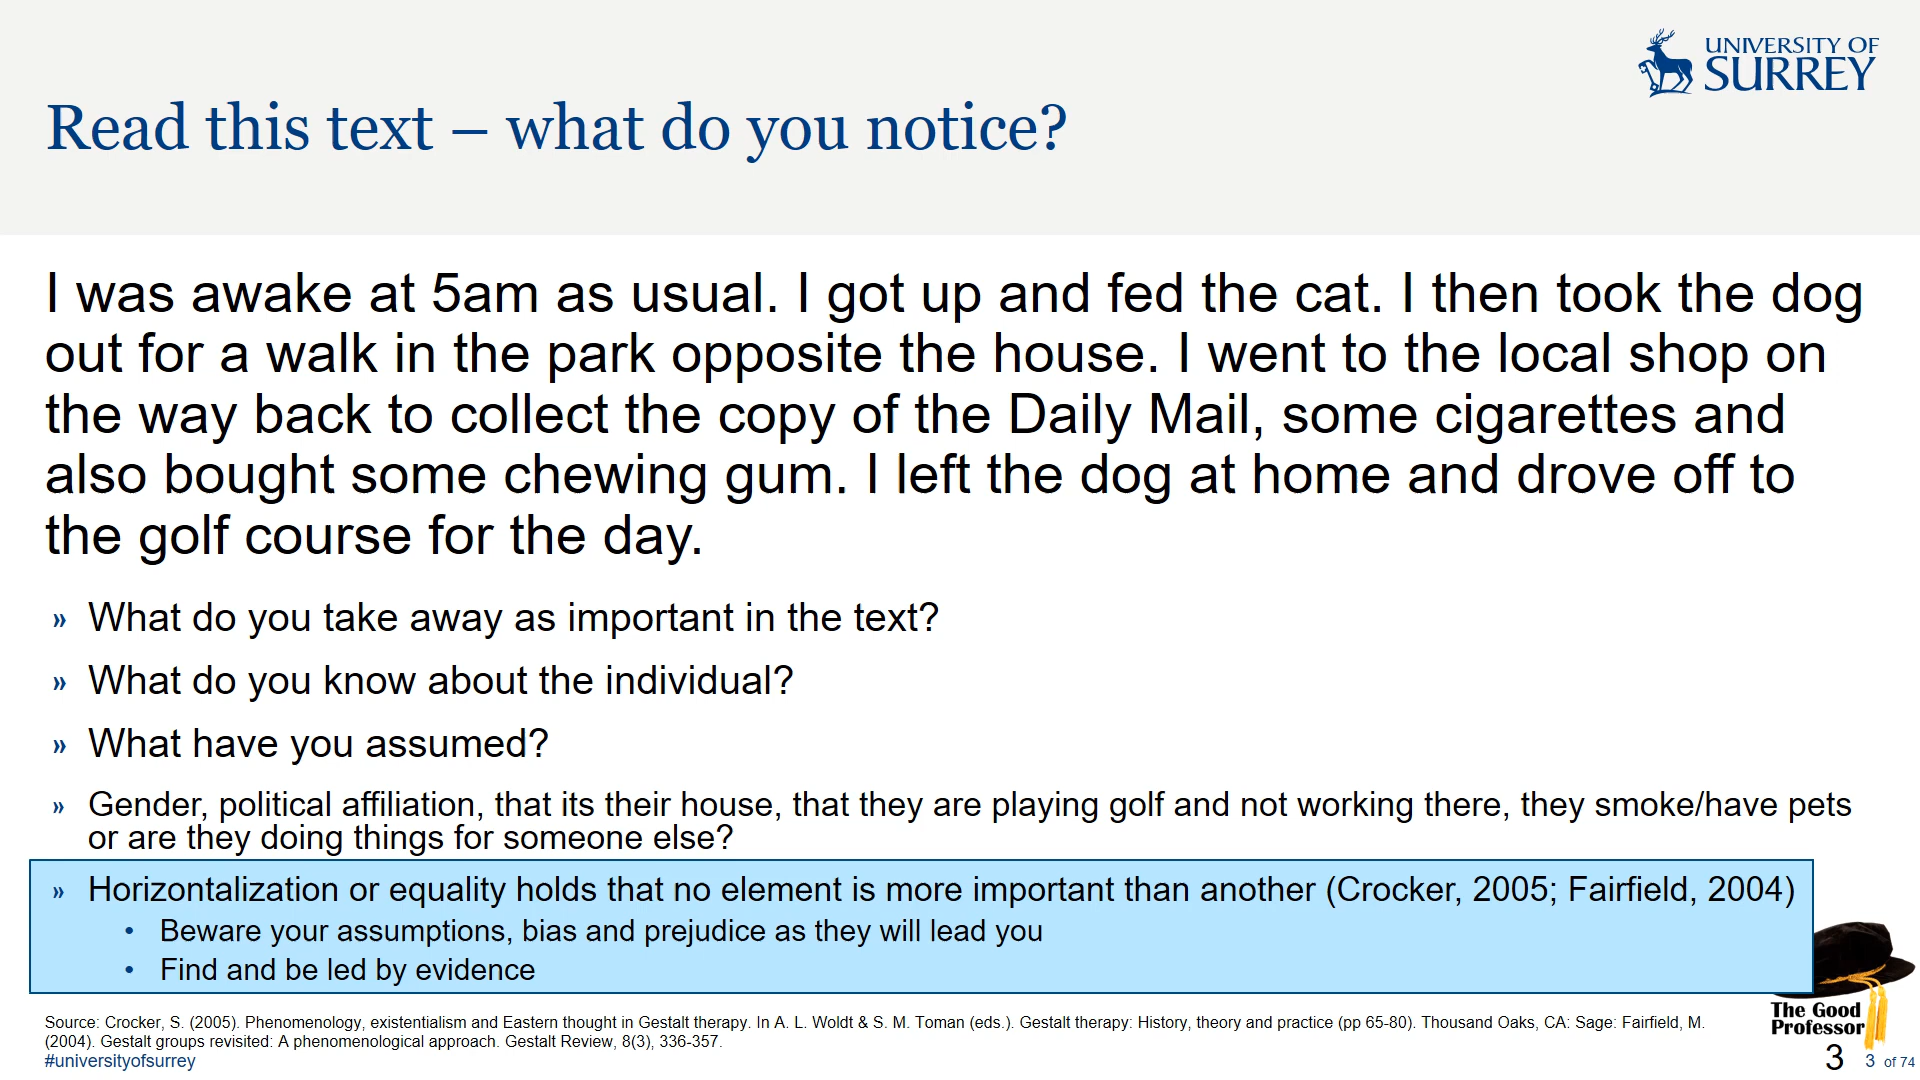 UNIVERSITY OF
SURREY
Read this text – what do you notice?
I was awake at 5am as usual. I got up and fed the cat. I then took the dog
out for a walk in the park opposite the house. I went to the local shop on
the way back to collect the copy of the Daily Mail, some cigarettes and
also bought some chewing gum. I left the dog at home and drove off to
the golf course for the day.
» What do you take away as important in the text?
» What do you know about the individual?
» What have you assumed?
» Gender, political affiliation, that its their house, that they are playing golf and not working there, they smoke/have pets
or are they doing things for someone else?
» Horizontalization or equality holds that no element is more important than another (Crocker, 2005; Fairfield, 2004)
• Beware your assumptions, bias and prejudice as they will lead you
• Find and be led by evidence
Source: Crocker, S. (2005). Phenomenology, existentialism and Eastern thought in Gestalt therapy. In A. L. Woldt & S. M. Toman (eds.). Gestalt therapy: History, theory and practice (pp 65-80). Thousand Oaks, CA: Sage: Fairfield, M.
(2004). Gestalt groups revisited: A phenomenological approach. Gestalt Review, 8(3), 336-357.
#universityofsurrey
The Good
Professor
3
3 of 74